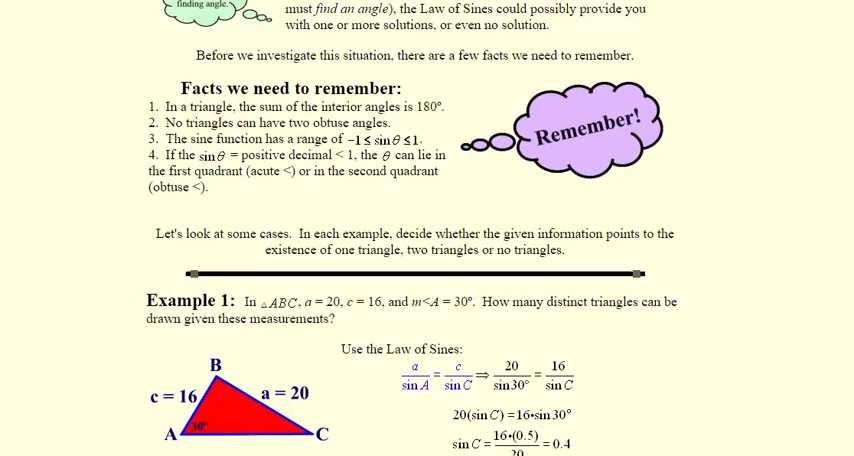 finding angle.
must find an angle), the Law of Sines could possibly provide you
with one or more solutions, or even no solution.
Before we investigate this situation, there are a few facts we need to remember.
Facts we need to remember:
1. In a triangle, the sum of the interior angles is 180º.
2. No triangles can have two obtuse angles.
3. The sine function has a range of −1 ≤ sin θ ≤ 1.
4. If the sin θ = positive decimal < 1, the θ can lie in
the first quadrant (acute <) or in the second quadrant
(obtuse <).
Remember!
Let's look at some cases. In each example, decide whether the given information points to the
existence of one triangle, two triangles or no triangles.
Example 1: In △ABC, a = 20, c = 16, and m<A = 30º. How many distinct triangles can be
drawn given these measurements?
Use the Law of Sines:
B
c = 16
a = 20
30º
A
C
a/sin A = c/sin C ⇒ 20/sin 30° = 16/sin C
20(sin C) = 16•sin 30°
sin C = 16•(0.5)/20 = 0.4